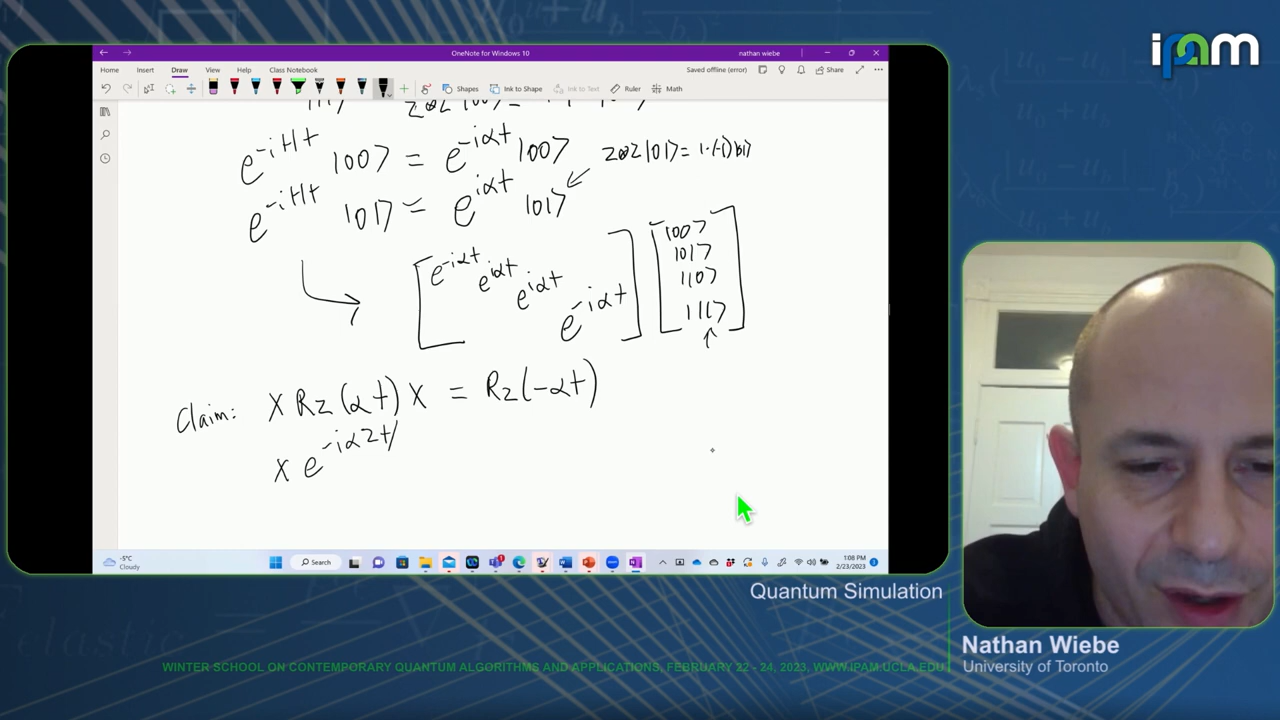 OneNote for Windows 10
nathan wiebe
Home Insert Draw View Help Class Notebook
Saved offline (error)
Share
Shapes
Ink to Shape
Ink to Text
Ruler
Math
e^{-iHt} |00> = e^{-iαt} |00>
Z⊗Z |01> = 1·(-1)|01>
e^{-iHt} |01> = e^{iαt} |01>
e^{-iαt} e^{iαt} e^{iαt} e^{-iαt}
|00>
|01>
|10>
|11>
Claim: X Rz(αt) X = Rz(-αt)
X e^{-iαZt/
-5°C
Cloudy
Search
1:08 PM
2/23/2023
ipam
Quantum Simulation
Nathan Wiebe
University of Toronto
WINTER SCHOOL ON CONTEMPORARY QUANTUM ALGORITHMS AND APPLICATIONS, FEBRUARY 22 - 24, 2023, WWW.IPAM.UCLA.EDU